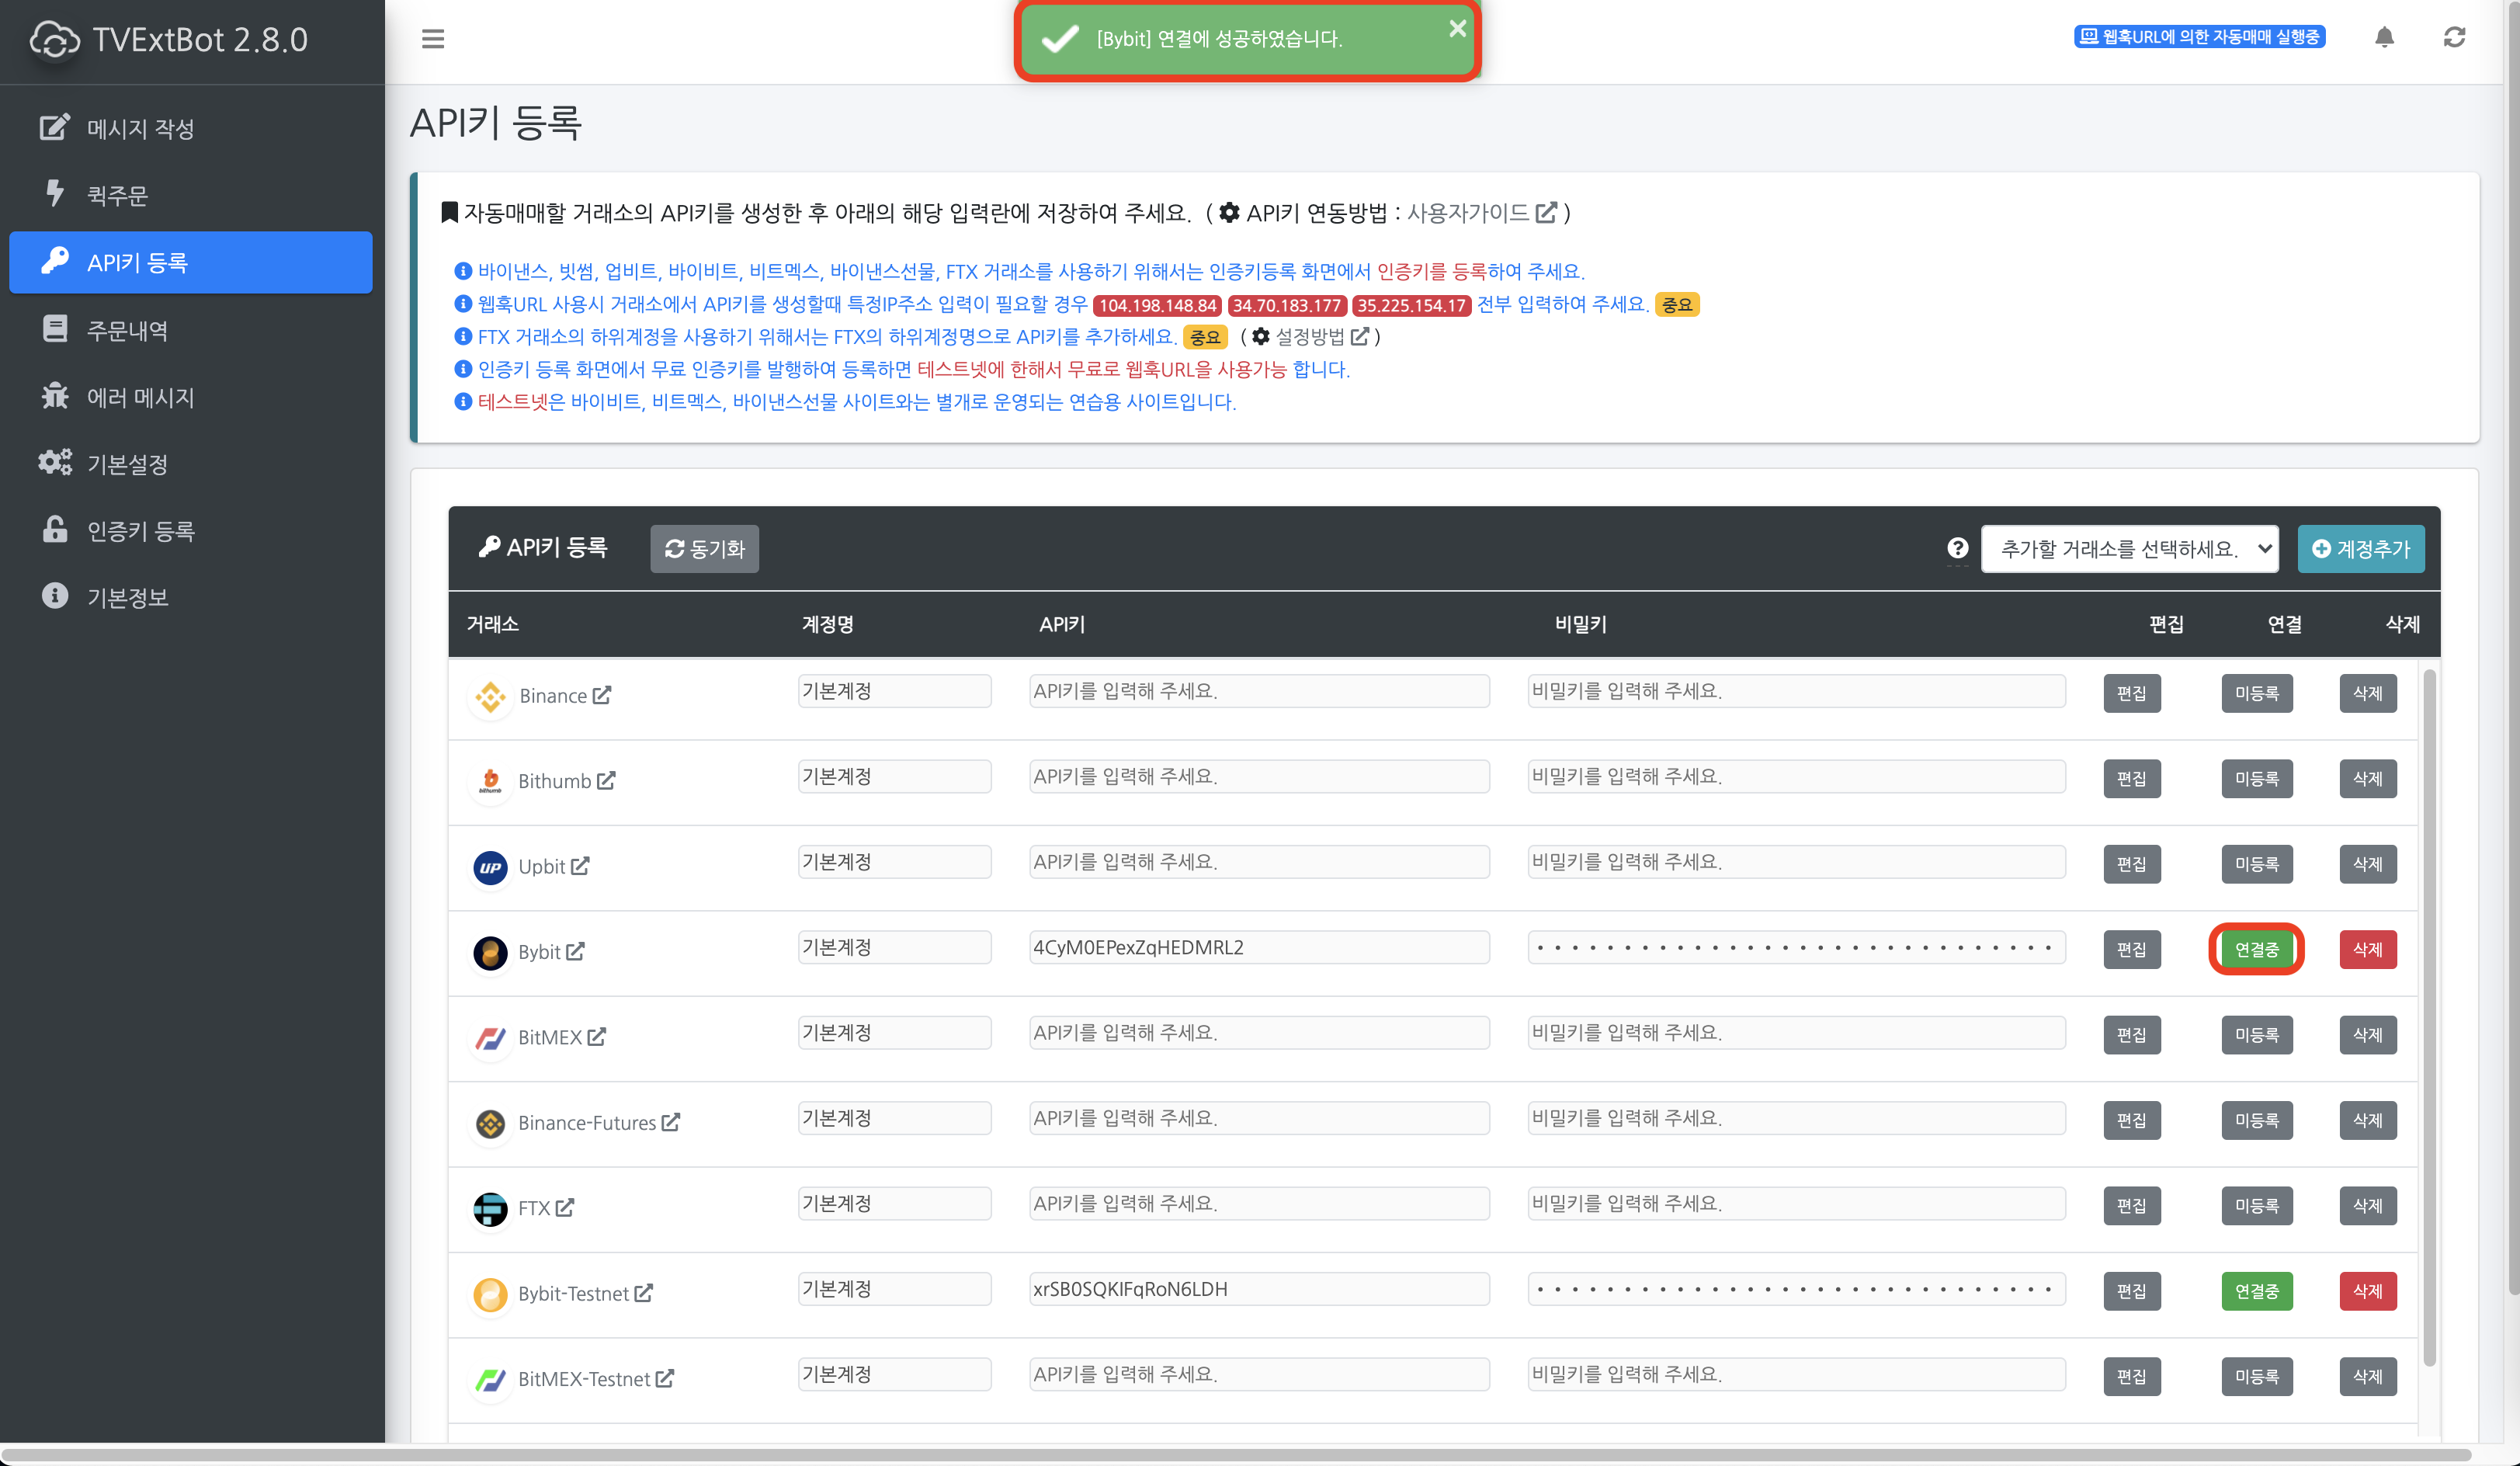 TVExtBot 2.8.0
[Bybit] 연결에 성공하였습니다.
웹훅URL에 의한 자동매매 실행중
메시지 작성
퀵주문
API키 등록
주문내역
에러 메시지
기본설정
인증키 등록
기본정보
API키 등록
자동매매할 거래소의 API키를 생성한 후 아래의 해당 입력란에 저장하여 주세요. ( API키 연동방법 : 사용자가이드 )
바이낸스, 빗썸, 업비트, 바이비트, 비트멕스, 바이낸스선물, FTX 거래소를 사용하기 위해서는 인증키등록 화면에서 인증키를 등록하여 주세요.
웹훅URL 사용시 거래소에서 API키를 생성할때 특정IP주소 입력이 필요할 경우 104.198.148.84 34.70.183.177 35.225.154.17 전부 입력하여 주세요. 중요
FTX 거래소의 하위계정을 사용하기 위해서는 FTX의 하위계정명으로 API키를 추가하세요. 중요 ( 설정방법 )
인증키 등록 화면에서 무료 인증키를 발행하여 등록하면 테스트넷에 한해서 무료로 웹훅URL을 사용가능 합니다.
테스트넷은 바이비트, 비트멕스, 바이낸스선물 사이트와는 별개로 운영되는 연습용 사이트입니다.
API키 등록 동기화 추가할 거래소를 선택하세요. 계정추가
거래소 계정명 API키 비밀키 편집 연결 삭제
Binance 기본계정 API키를 입력해 주세요. 비밀키를 입력해 주세요. 편집 미등록 삭제
bithumb Bithumb 기본계정 API키를 입력해 주세요. 비밀키를 입력해 주세요. 편집 미등록 삭제
UP Upbit 기본계정 API키를 입력해 주세요. 비밀키를 입력해 주세요. 편집 미등록 삭제
Bybit 기본계정 4CyM0EPexZqHEDMRL2 편집 연결중 삭제
BitMEX 기본계정 API키를 입력해 주세요. 비밀키를 입력해 주세요. 편집 미등록 삭제
Binance-Futures 기본계정 API키를 입력해 주세요. 비밀키를 입력해 주세요. 편집 미등록 삭제
FTX 기본계정 API키를 입력해 주세요. 비밀키를 입력해 주세요. 편집 미등록 삭제
Bybit-Testnet 기본계정 xrSB0SQKIFqRoN6LDH 편집 연결중 삭제
BitMEX-Testnet 기본계정 API키를 입력해 주세요. 비밀키를 입력해 주세요. 편집 미등록 삭제